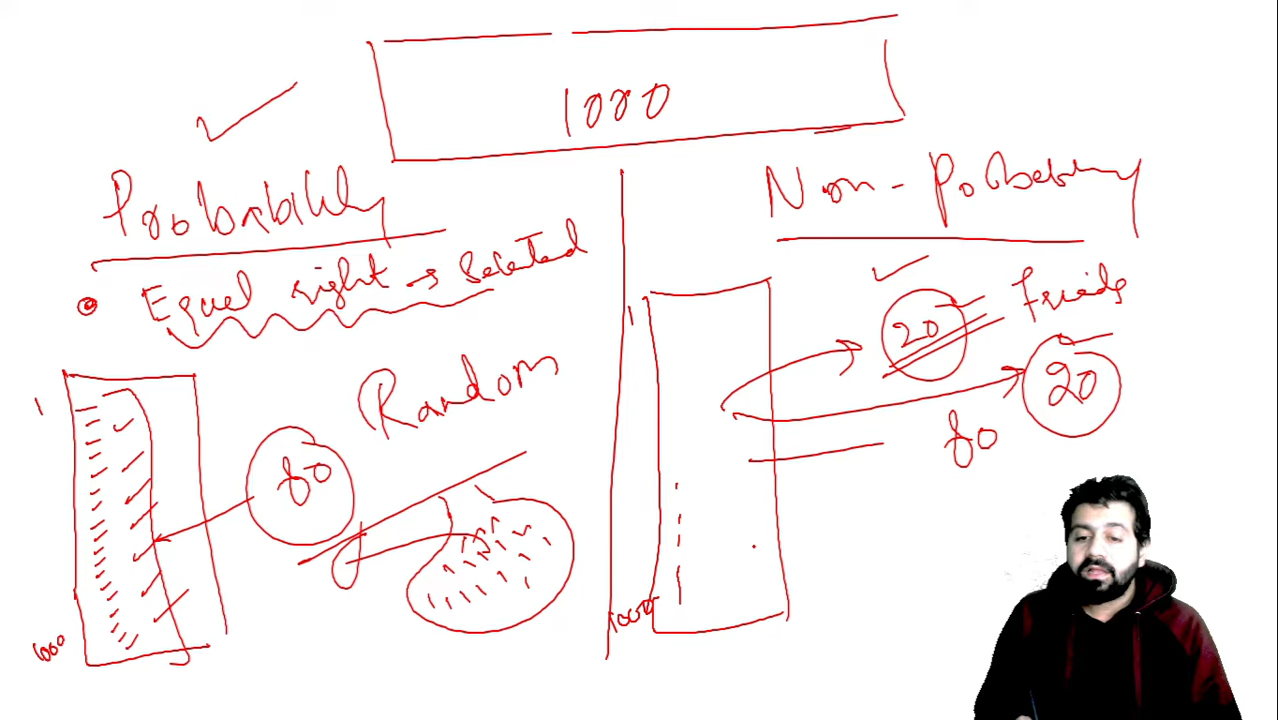 1000
Probability
Equal right → Selected
Random
1
80
1000
Non-Probability
1
20
Friends
20
80
1000